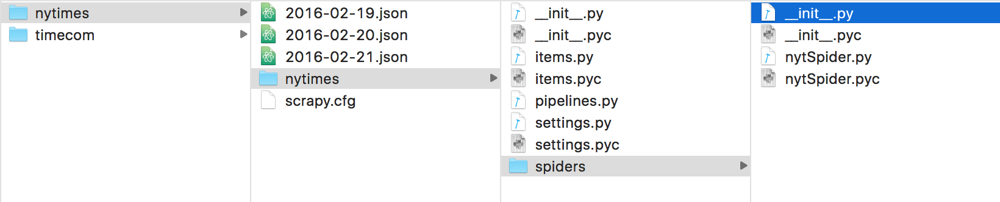 nytimes
timecom
2016-02-19.json
2016-02-20.json
2016-02-21.json
nytimes
scrapy.cfg
__init__.py
__init__.pyc
items.py
items.pyc
pipelines.py
settings.py
settings.pyc
spiders
__init__.py
__init__.pyc
nytSpider.py
nytSpider.pyc